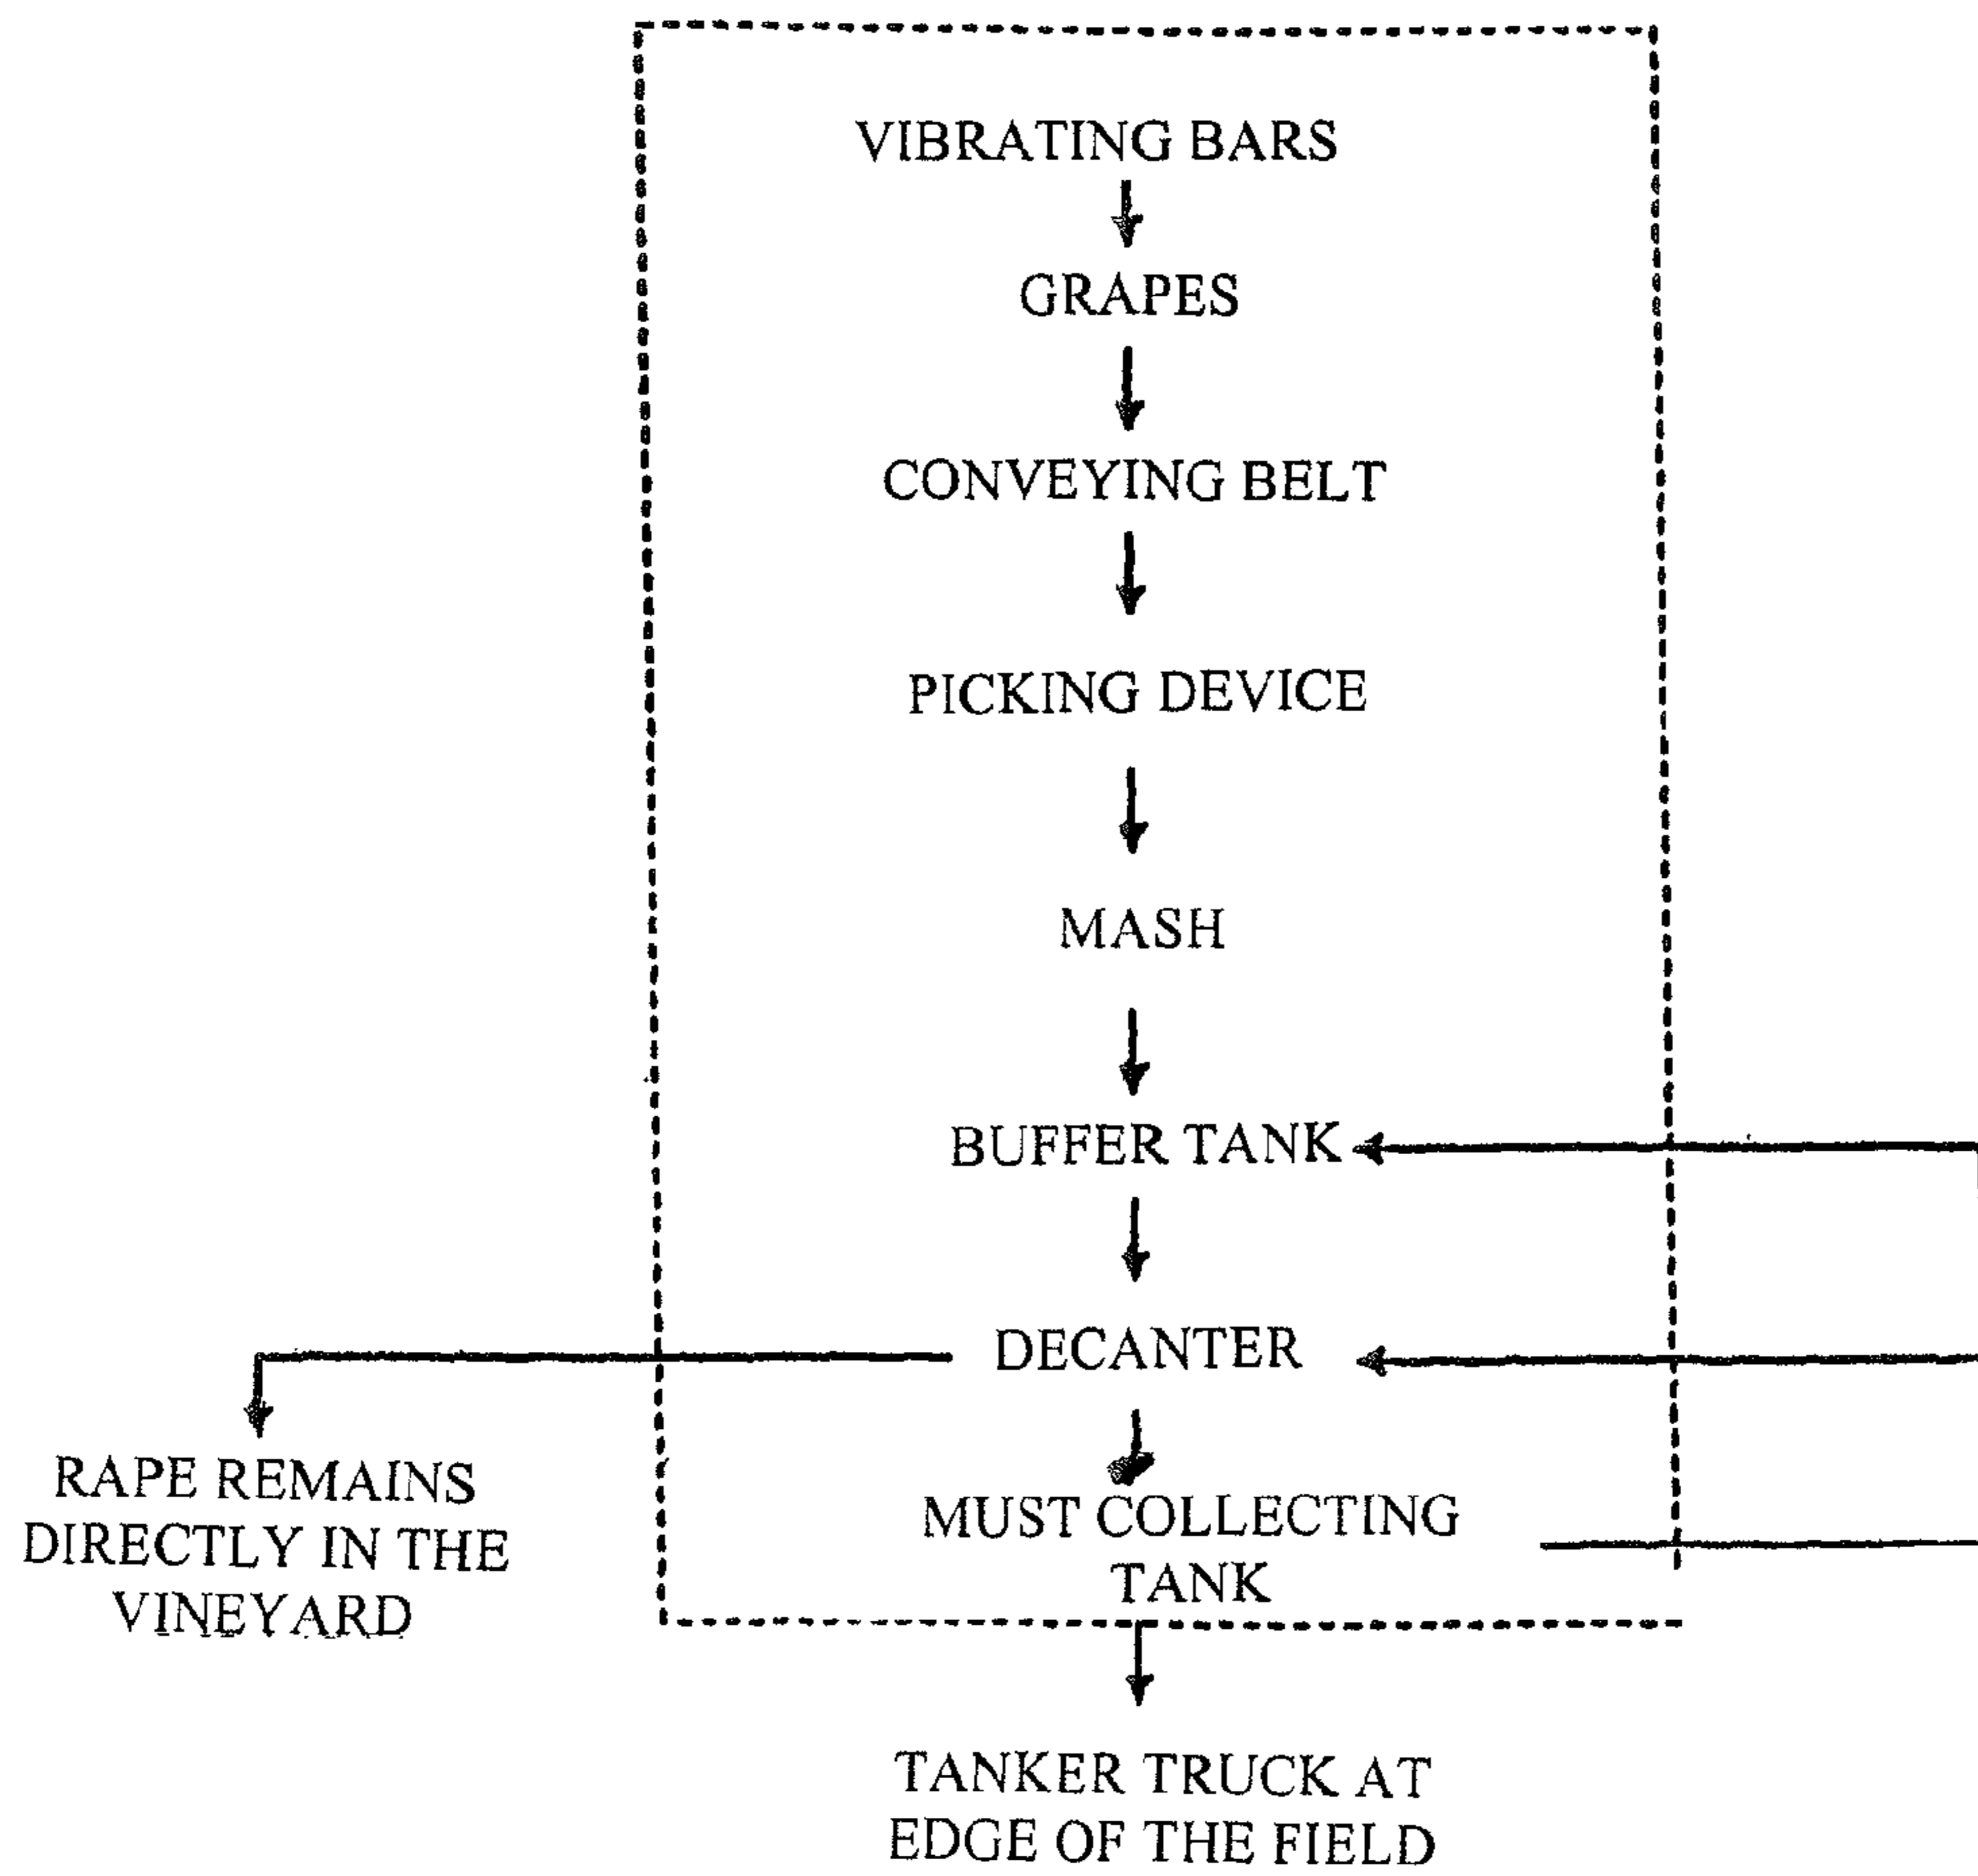 VIBRATING BARS
GRAPES
CONVEYING BELT
PICKING DEVICE
MASH
BUFFER TANK
DECANTER
RAPE REMAINS
DIRECTLY IN THE
VINEYARD
MUST COLLECTING
TANK
TANKER TRUCK AT
EDGE OF THE FIELD